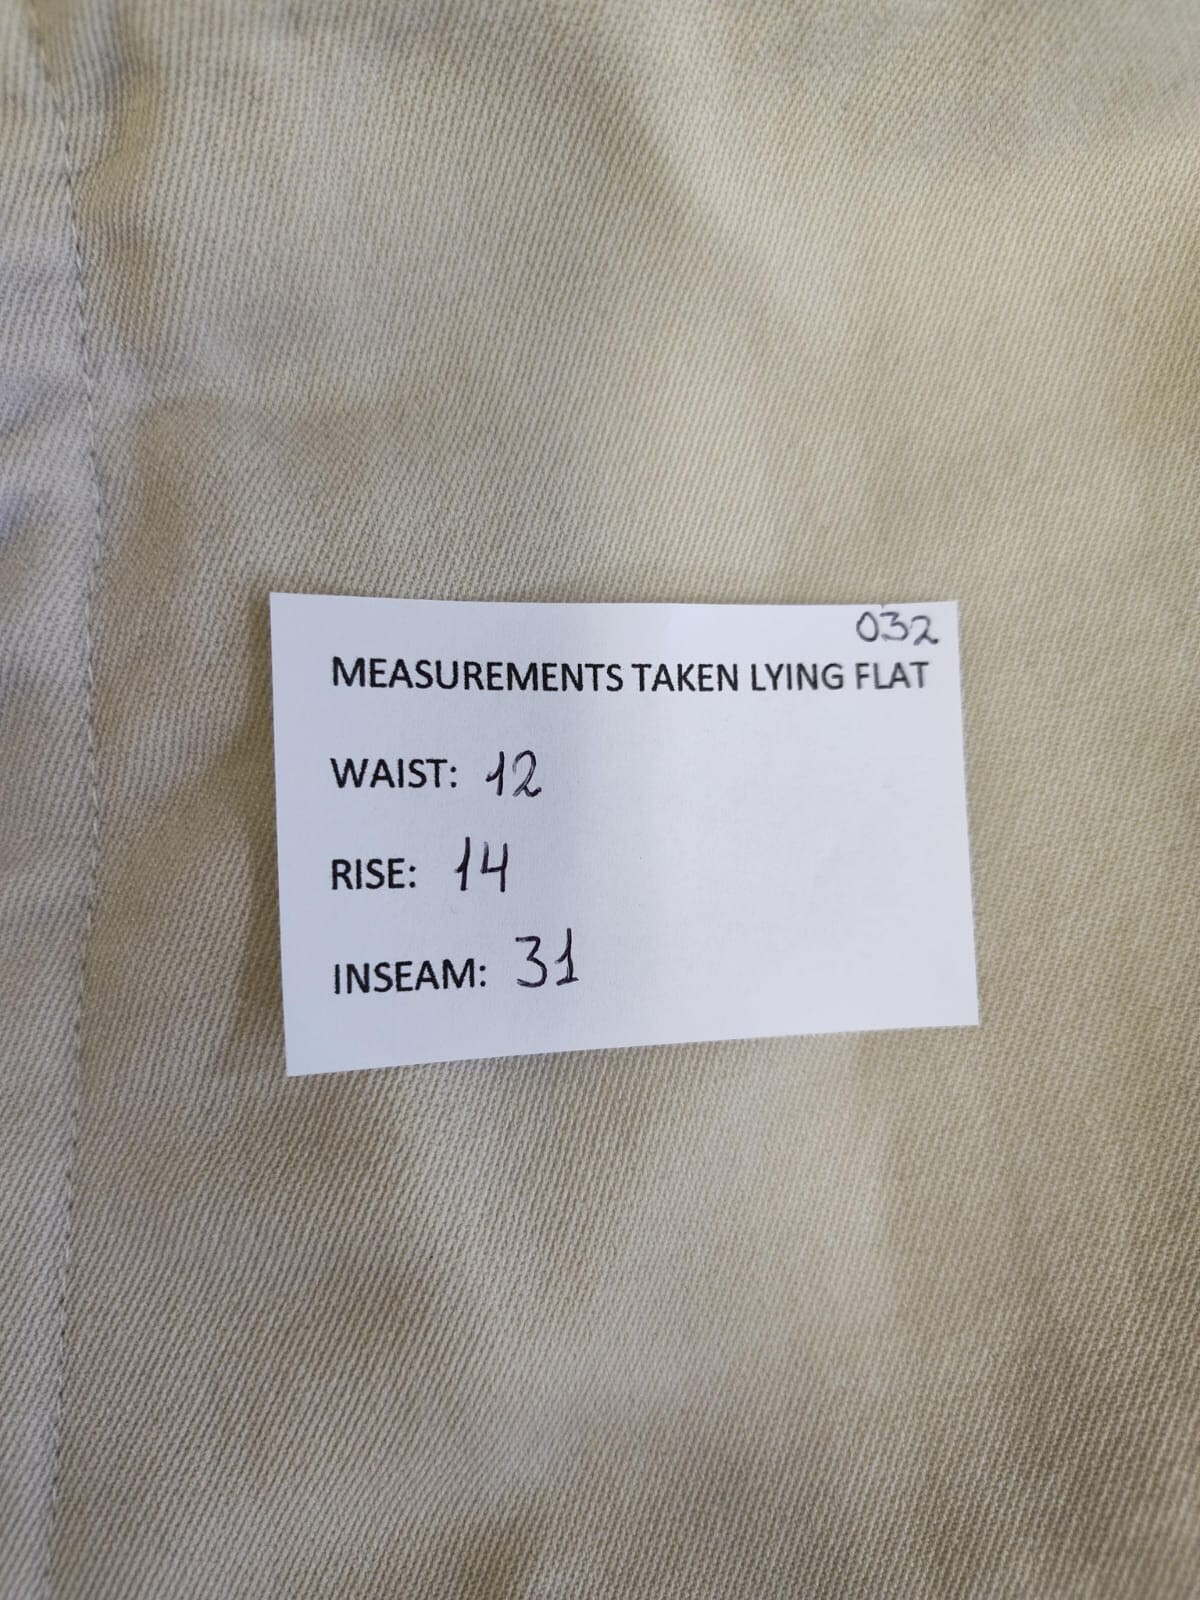 032
MEASUREMENTS TAKEN LYING FLAT
WAIST: 12
RISE: 14
INSEAM: 31